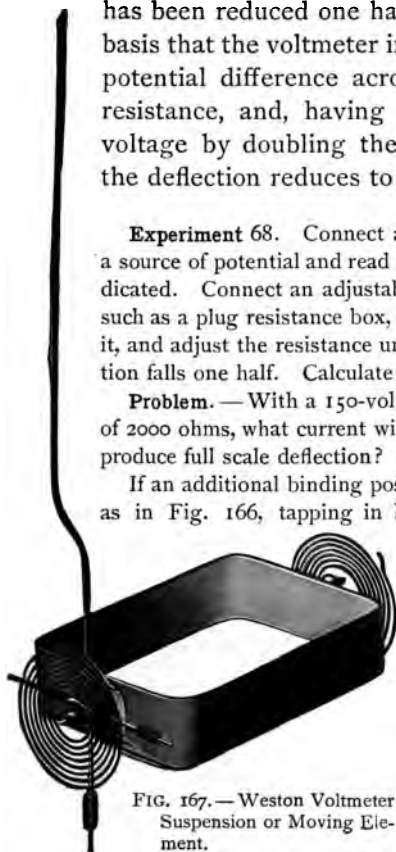 has been reduced one ha
basis that the voltmeter i
potential difference acro
resistance, and, having
voltage by doubling the
the deflection reduces to
Experiment 68. Connect a
a source of potential and read
dicated. Connect an adjustab
such as a plug resistance box,
it, and adjust the resistance u
tion falls one half. Calculate
Problem. — With a 150-vol
of 2000 ohms, what current wi
produce full scale deflection?
If an additional binding pos
as in Fig. 166, tapping in
FIG. 167. — Weston Voltmeter
Suspension or Moving Ele-
ment.